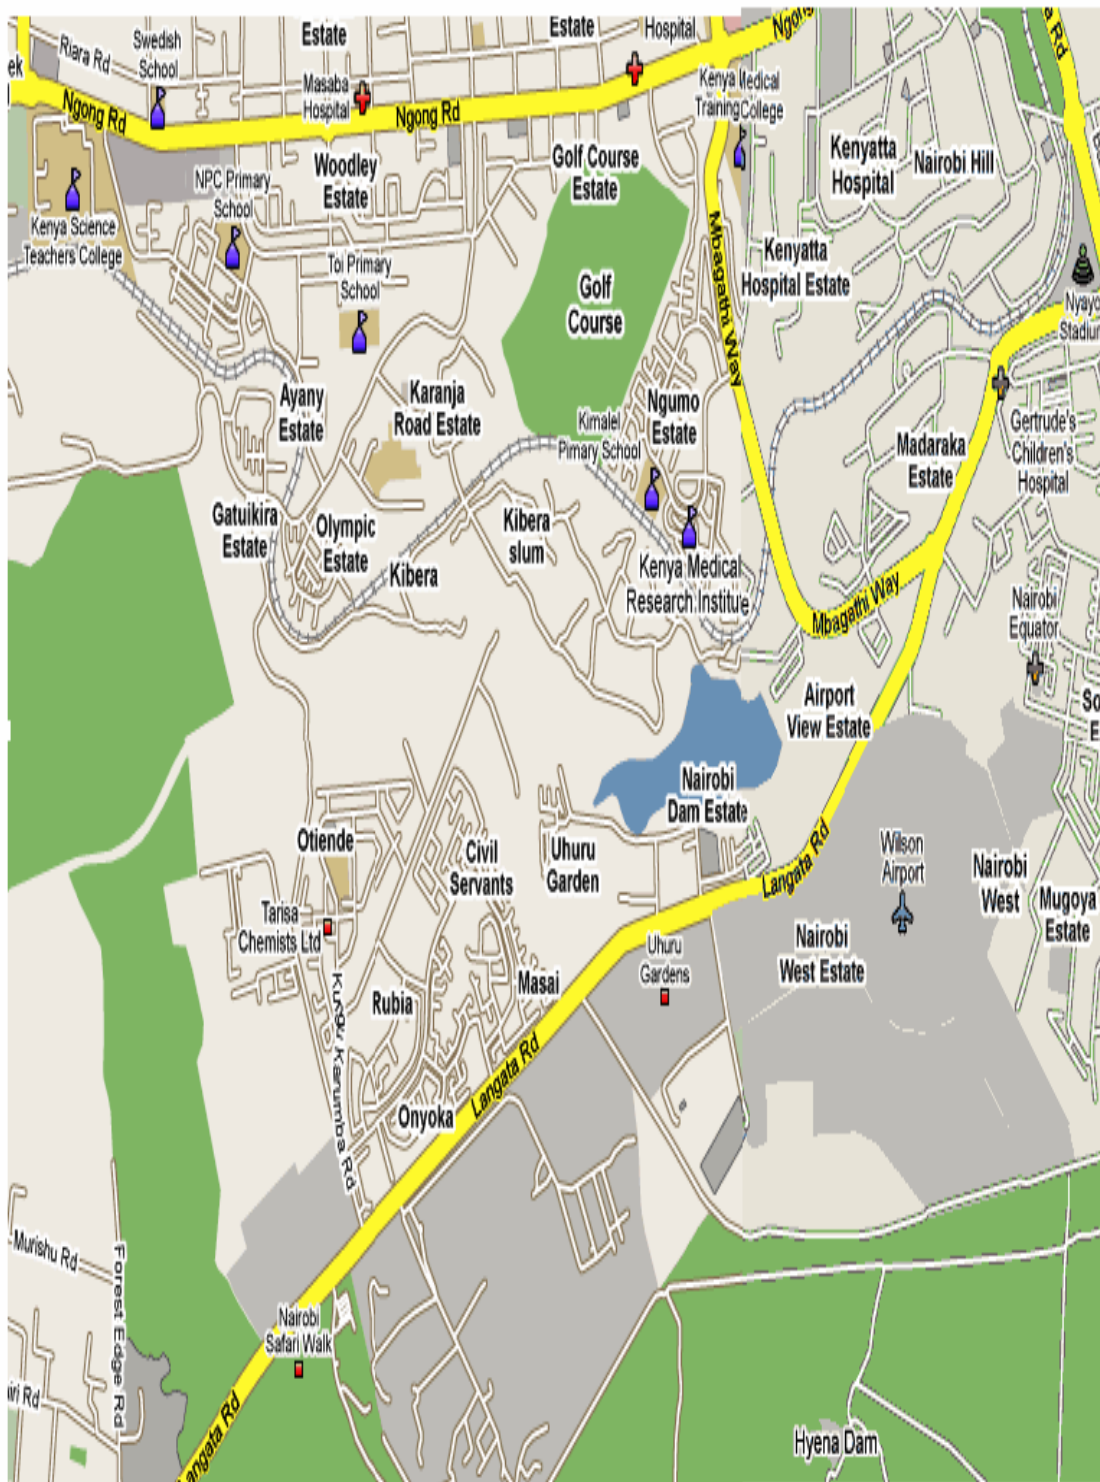 Swedish
School
Riara Rd
ek
Estate
Estate
Hospital
Ngong
a Rd
Masaba
Hospital
Ngong Rd
Ngong Rd
Kenya Medical
Training College
Woodley
Estate
Golf Course
Estate
Kenyatta
Hospital
Nairobi Hill
NPC Primary
School
Kenya Science
Teachers College
Toi Primary
School
Golf
Course
Mbagathi Way
Kenyatta
Hospital Estate
Nyayo
Stadium
Ayany
Estate
Karanja
Road Estate
Ngumo
Estate
Kimalel
Pimary School
Madaraka
Estate
Gertrude's
Children's
Hospital
Gatuikira
Estate
Olympic
Estate
Kibera
slum
Kibera
Kenya Medical
Research Institue
Mbagathi Way
Nairobi
Equator
Airport
View Estate
So
E
Nairobi
Dam Estate
Otiende
Civil
Servants
Uhuru
Garden
Langata Rd
Wilson
Airport
Nairobi
West
Mugoya
Estate
Tarisa
Chemists Ltd
Uhuru
Gardens
Nairobi
West Estate
Masai
Rubia
Kungu Karumba Rd
Langata Rd
Onyoka
Murishu Rd
Forest Edge Rd
Nairobi
Safari Walk
iri Rd
Langata Rd
Hyena Dam